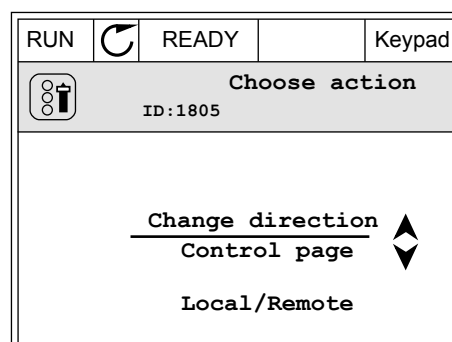 RUN READY Keypad
Choose action
ID:1805
Change direction
Control page
Local/Remote